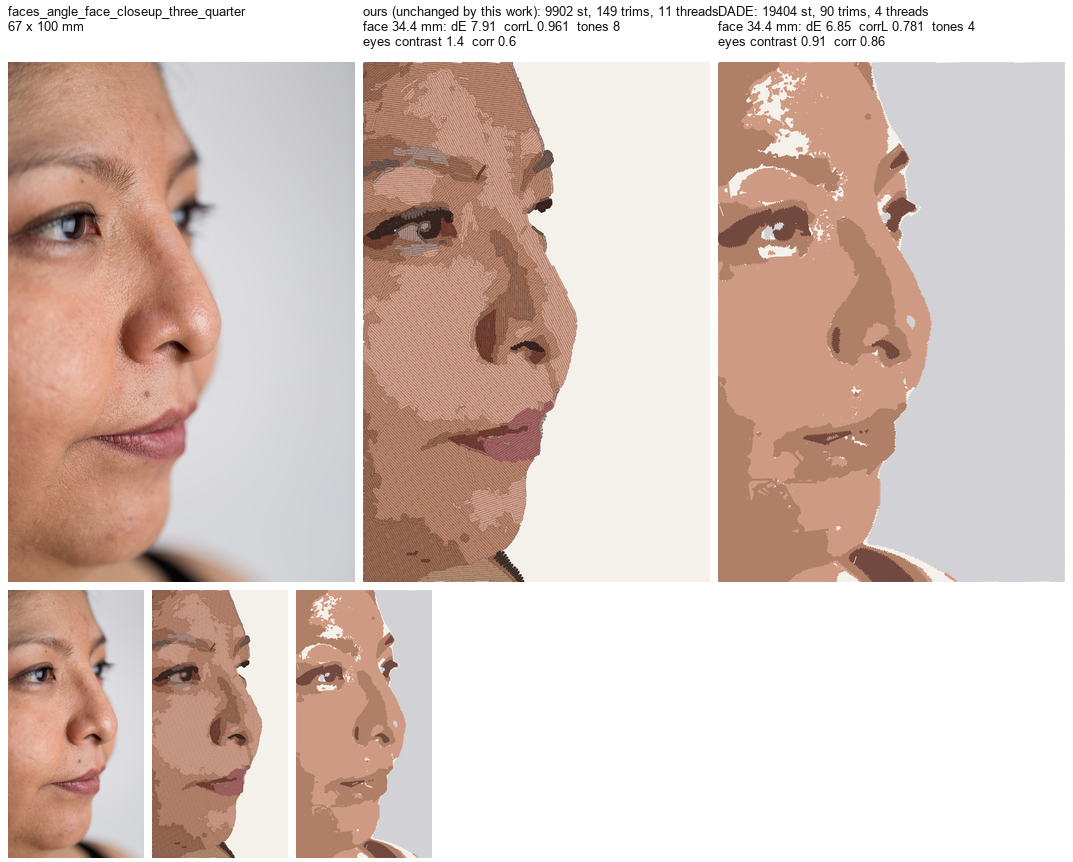 faces_angle_face_closeup_three_quarter
67 x 100 mm
ours (unchanged by this work): 9902 st, 149 trims, 11 threads
face 34.4 mm: dE 7.91 corrL 0.961 tones 8
eyes contrast 1.4 corr 0.6
DADE: 19404 st, 90 trims, 4 threads
face 34.4 mm: dE 6.85 corrL 0.781 tones 4
eyes contrast 0.91 corr 0.86